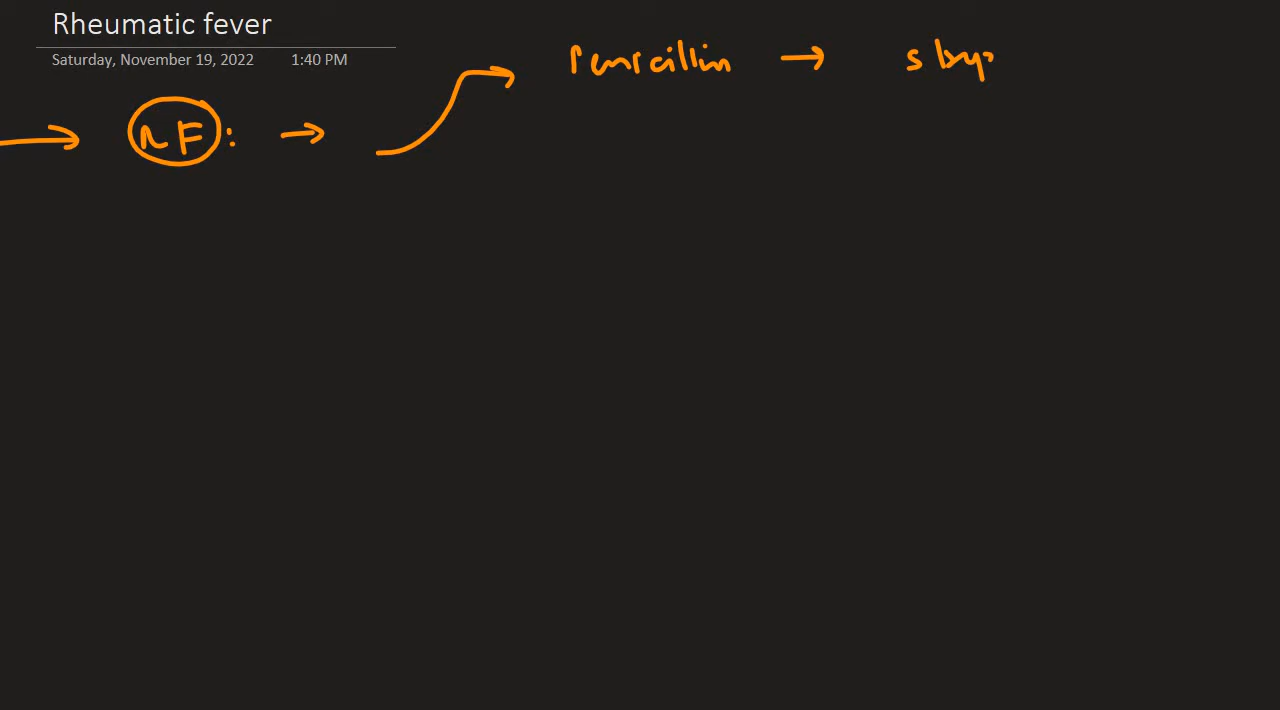 Rheumatic fever
Saturday, November 19, 2022 1:40 PM
Penicillin →
→ RF: →